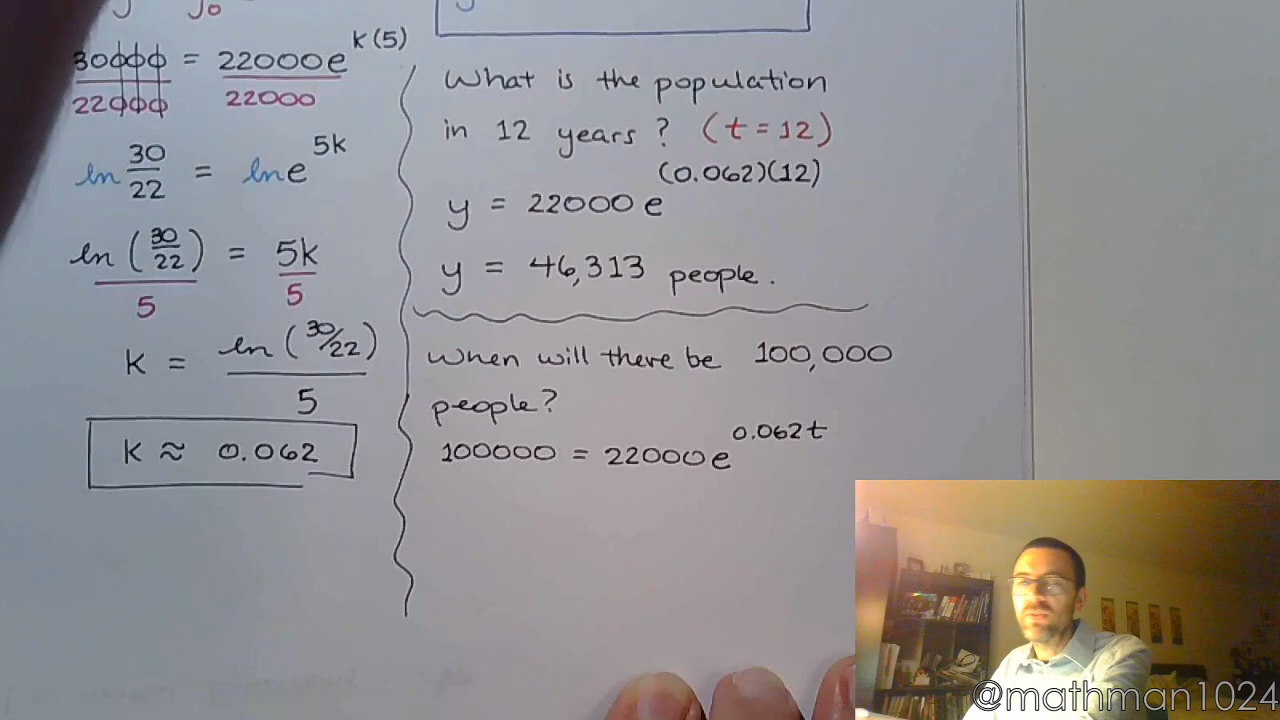 y y₀
30000 = 22000e^k(5)
22000 22000
ln 30/22 = ln e^5k
ln (30/22) = 5k
5 5
k = ln (30/22)
5
k ≈ 0.062
y
What is the population
in 12 years? (t = 12)
y = 22000 e^(0.062)(12)
y = 46,313 people.
When will there be 100,000
people?
100000 = 22000 e^0.062t
@mathman1024